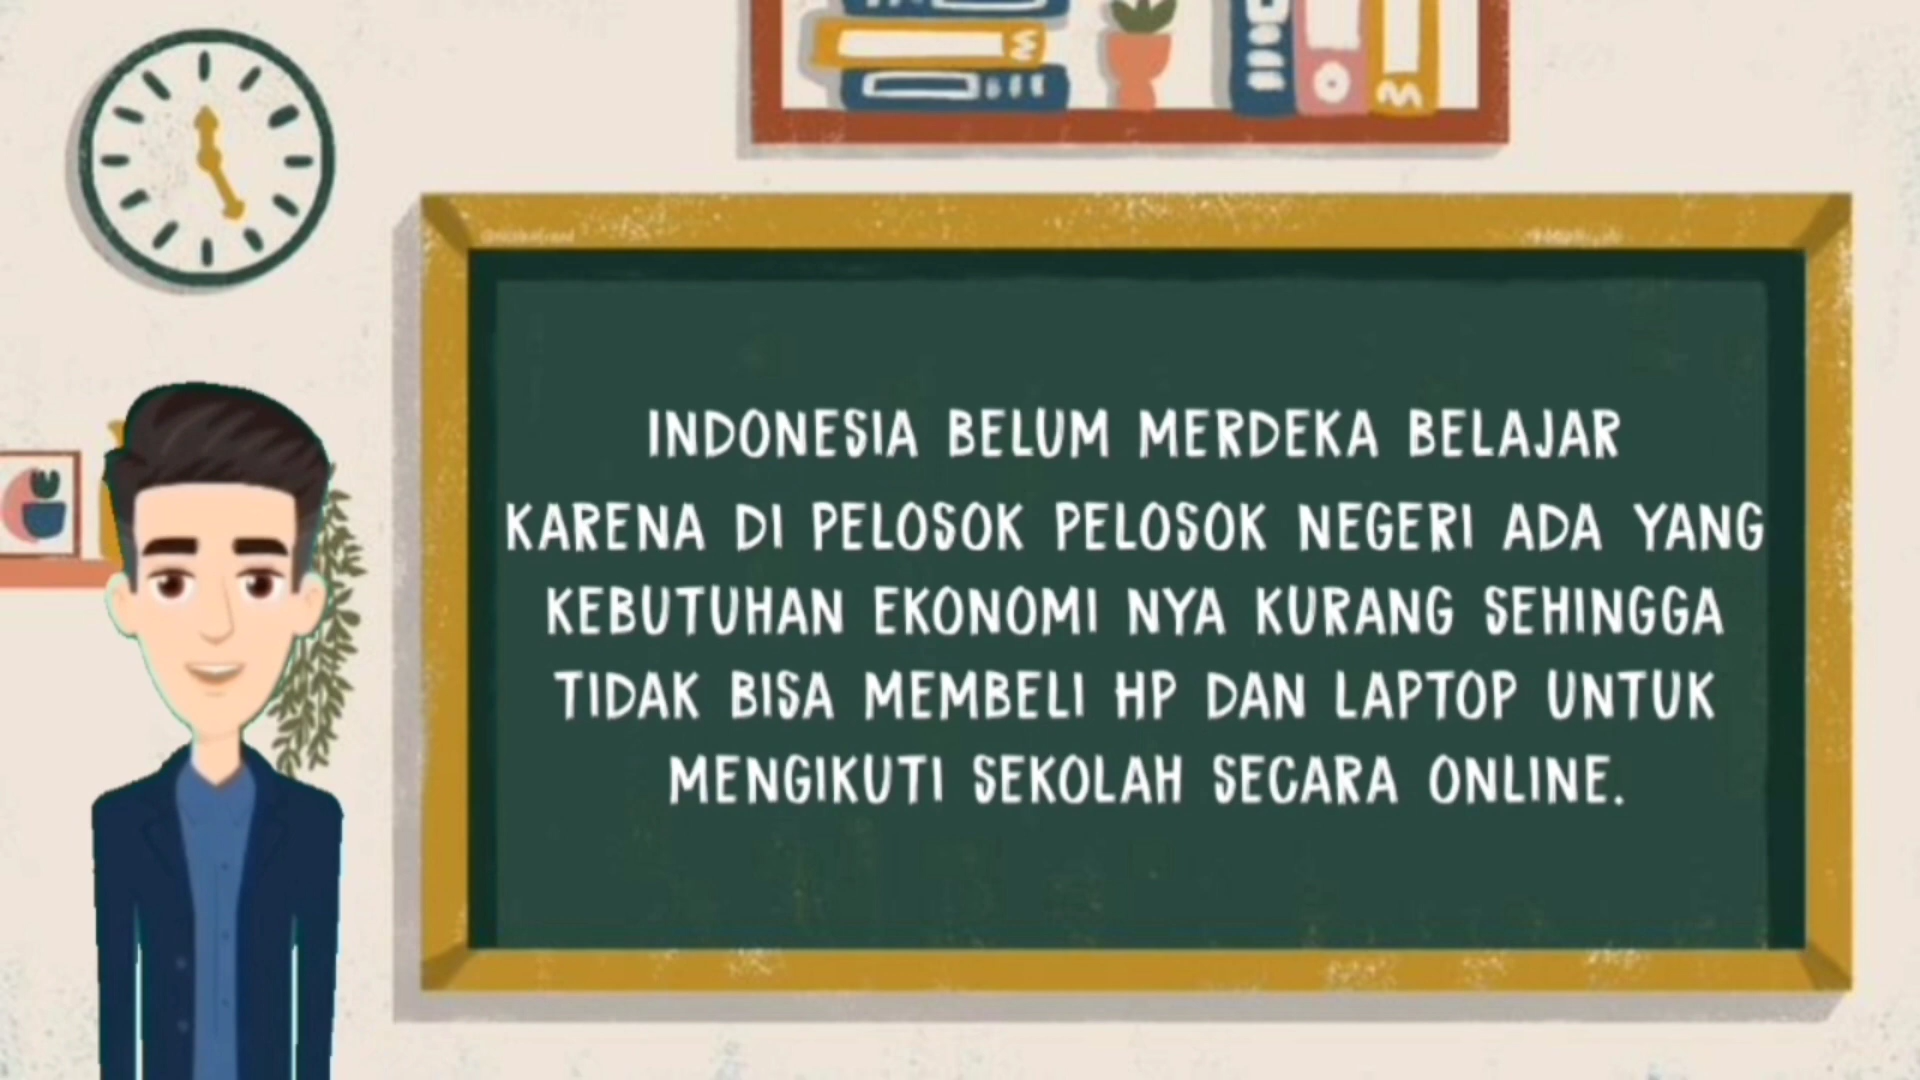 INDONESIA BELUM MERDEKA BELAJAR
KARENA DI PELOSOK PELOSOK NEGERI ADA YANG
KEBUTUHAN EKONOMI NYA KURANG SEHINGGA
TIDAK BISA MEMBELI HP DAN LAPTOP UNTUK
MENGIKUTI SEKOLAH SECARA ONLINE.